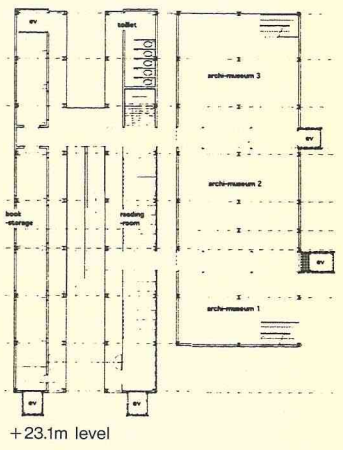 ev
toilet
archi-museum 3
ev
archi-museum 2
book
-storage
reading
-room
ev
archi-museum 1
ev
ev
+23.1m level